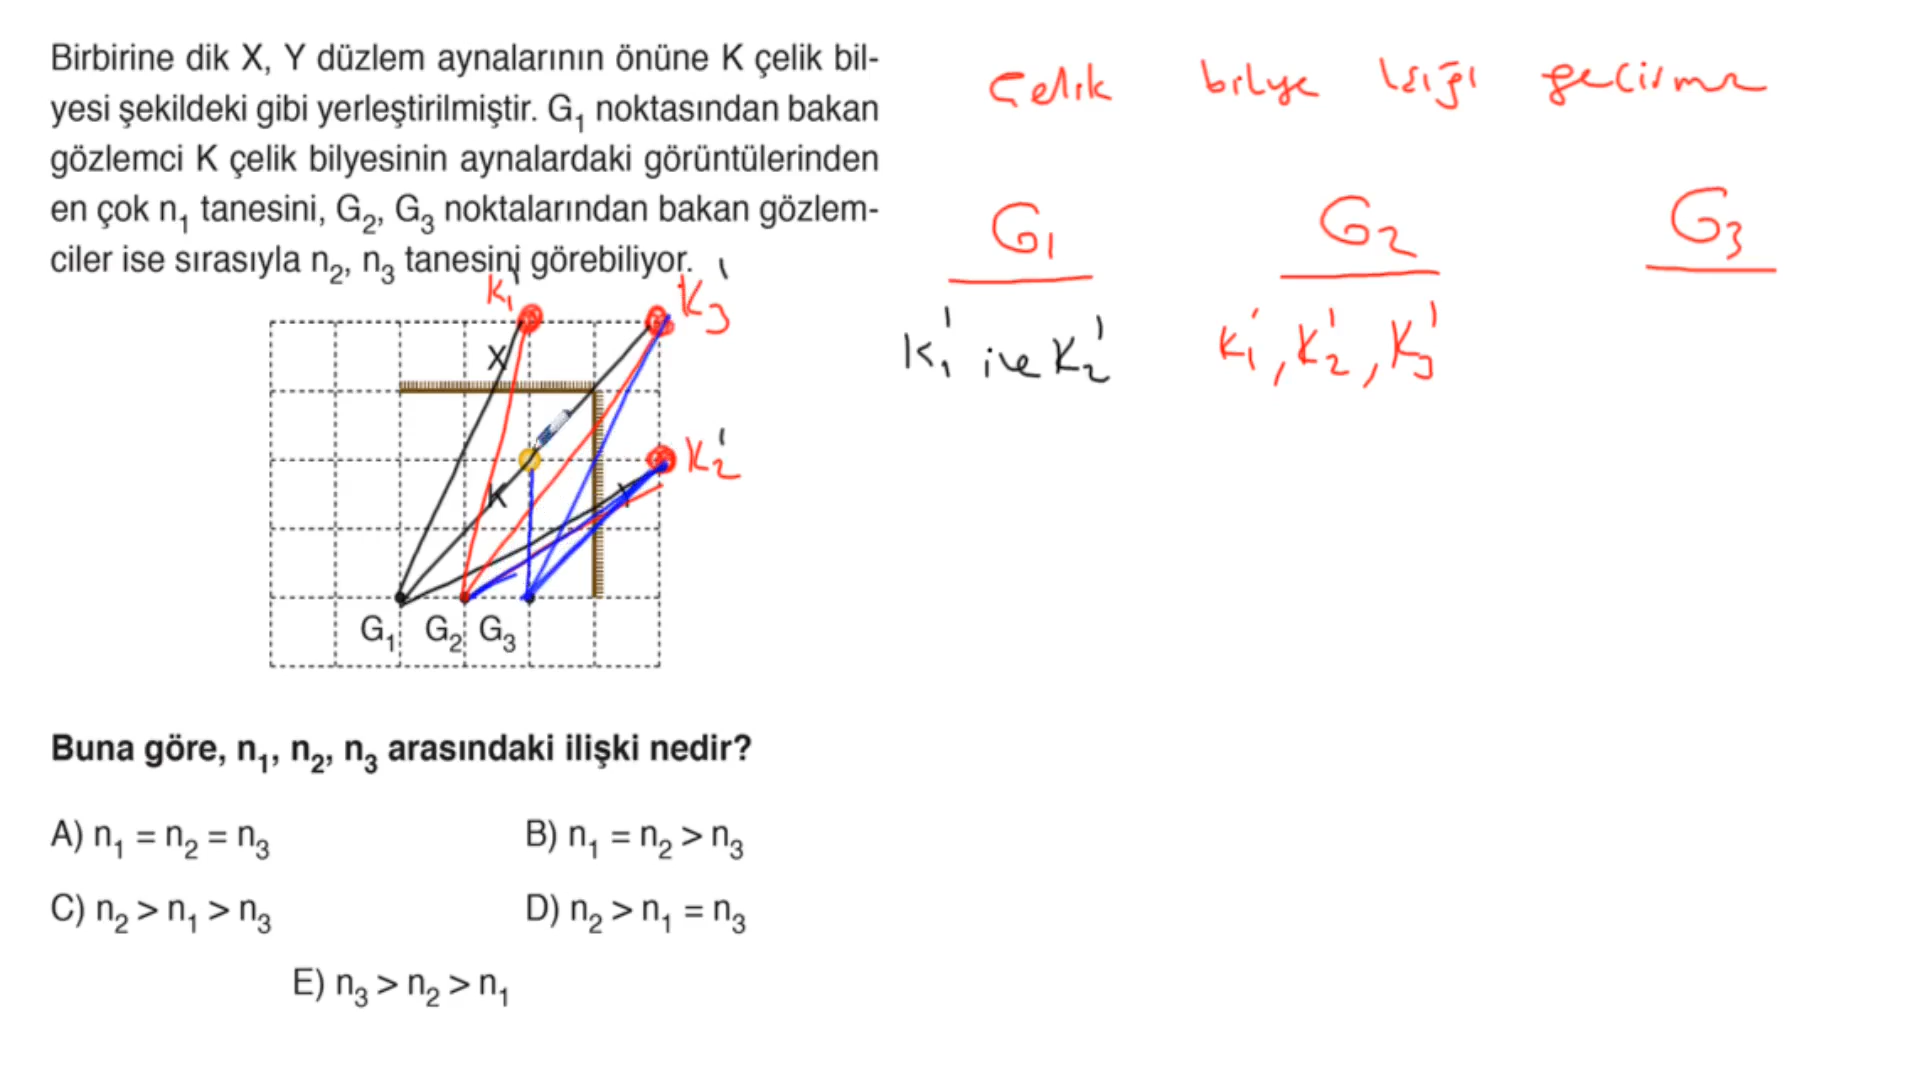 Birbirine dik X, Y düzlem aynalarının önüne K çelik bil-
yesi şekildeki gibi yerleştirilmiştir. G₁ noktasından bakan
gözlemci K çelik bilyesinin aynalardaki görüntülerinden
en çok n₁ tanesini, G₂, G₃ noktalarından bakan gözlem-
ciler ise sırasıyla n₂, n₃ tanesini görebiliyor.
Çelik bilye ışığı geçirmez
G₁ G₂ G₃
K₁' ile K₂' K₁', K₂', K₃'
K₁' K₃'
X
K₂'
K Y
G₁ G₂ G₃
Buna göre, n₁, n₂, n₃ arasındaki ilişki nedir?
A) n₁ = n₂ = n₃ B) n₁ = n₂ > n₃
C) n₂ > n₁ > n₃ D) n₂ > n₁ = n₃
E) n₃ > n₂ > n₁